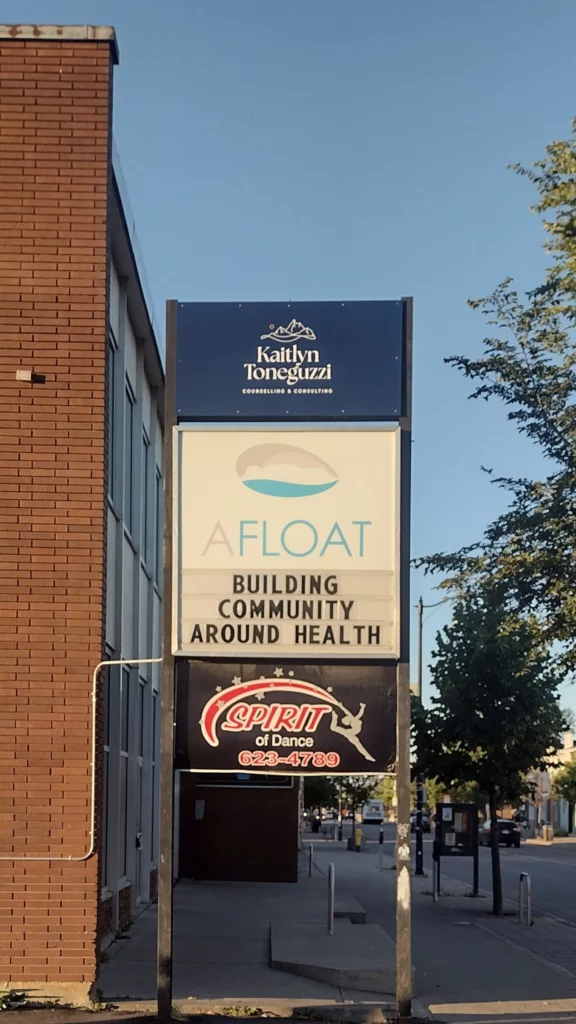 Kaitlyn
Toneguzzi
COUNSELLING & CONSULTING
AFLOAT
BUILDING
COMMUNITY
AROUND HEALTH
SPIRIT
of Dance
623-4789